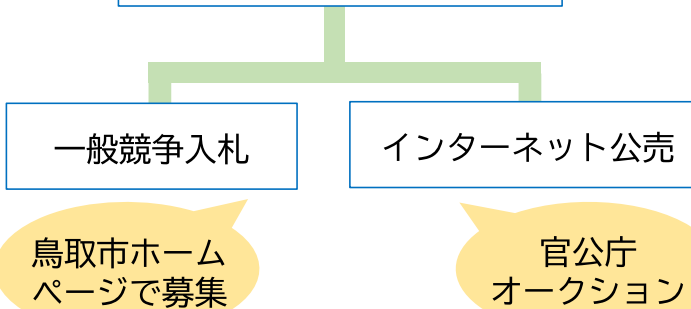 一般競争入札
インターネット公売
鳥取市ホーム
ページで募集
官公庁
オークション